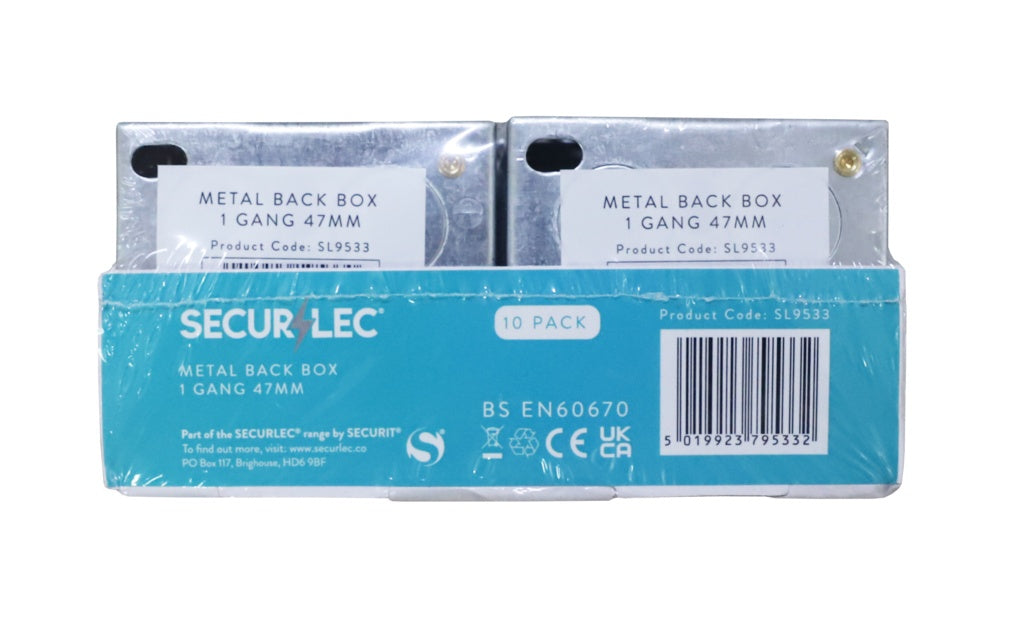 METAL BACK BOX
1 GANG 47MM
Product Code: SL9533
METAL BACK BOX
1 GANG 47MM
Product Code: SL9533
SECURLEC®
10 PACK
Product Code: SL9533
METAL BACK BOX
1 GANG 47MM
BS EN60670
Part of the SECURLEC® range by SECURIT®
To find out more, visit: www.securlec.co
PO Box 117, Brighouse, HD6 9BF
S
CE
UK
CA
5 019923 795332